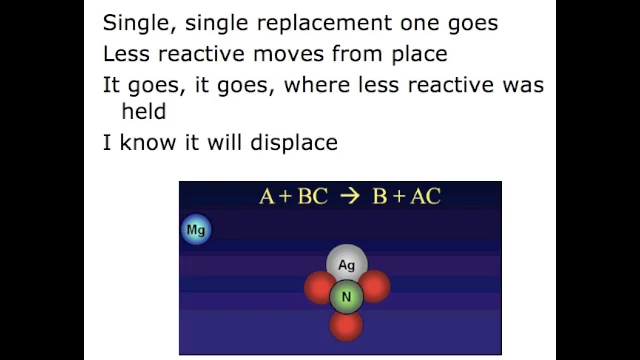 Single, single replacement one goes
Less reactive moves from place
It goes, it goes, where less reactive was
held
I know it will displace
A + BC → B + AC
Mg
Ag
N